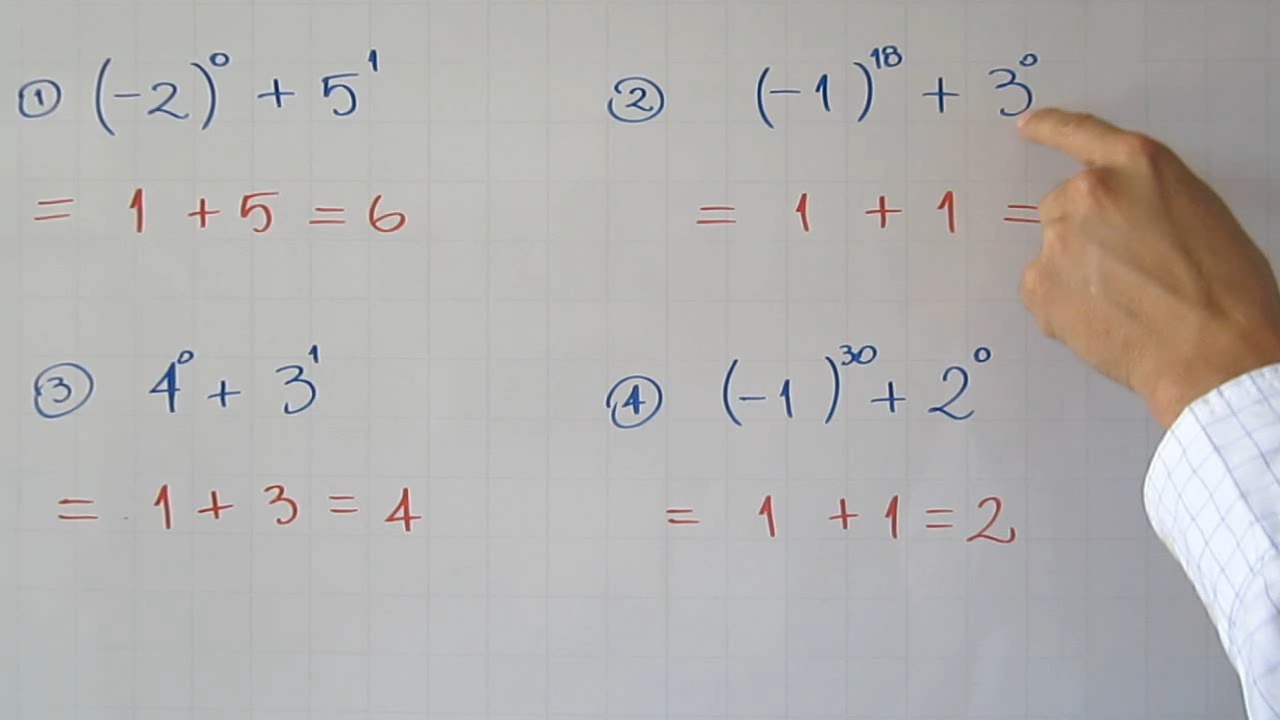 ① (-2)⁰ + 5¹
= 1 + 5 = 6
② (-1)¹⁸ + 3⁰
= 1 + 1 =
③ 4⁰ + 3¹
= 1 + 3 = 4
④ (-1)³⁰ + 2⁰
= 1 + 1 = 2